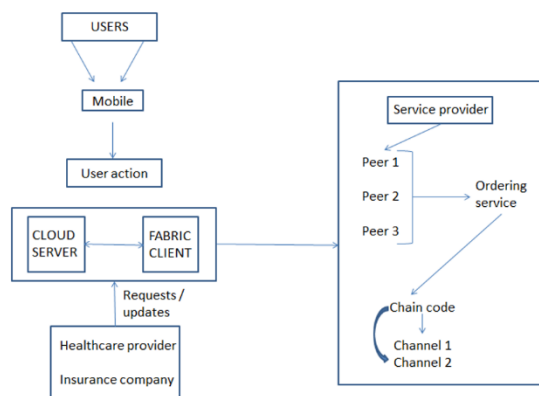 USERS
Mobile
User action
CLOUD
SERVER
FABRIC
CLIENT
Requests /
updates
Healthcare provider
Insurance company
Service provider
Peer 1
Peer 2
Peer 3
Ordering
service
Chain code
Channel 1
Channel 2